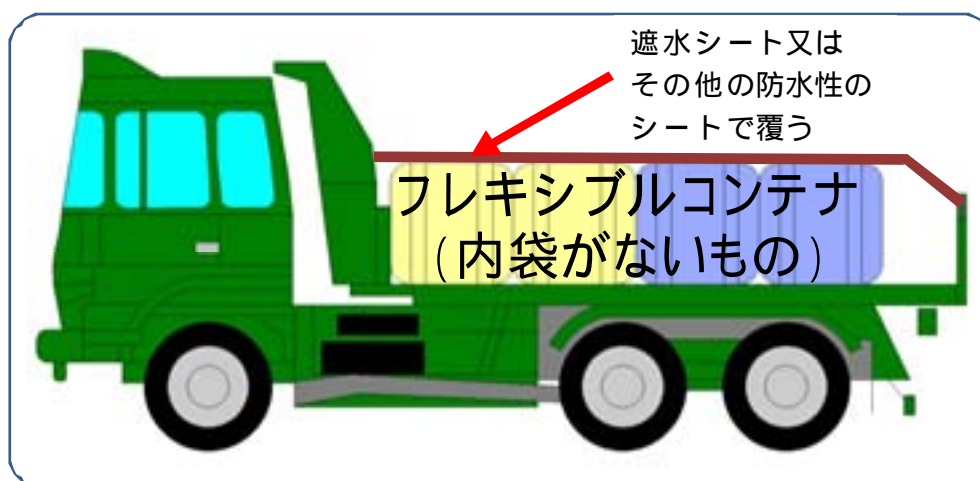 遮水シート又は
その他の防水性の
シートで覆う
フレキシブルコンテナ
（内袋がないもの）